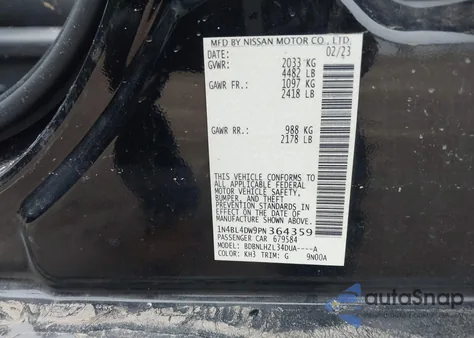 MFD BY NISSAN MOTOR CO., LTD.
DATE: 02/23
GVWR: 2033 KG
4482 LB
GAWR FR.: 1097 KG
2418 LB
GAWR RR.: 988 KG
2178 LB
THIS VEHICLE CONFORMS TO
ALL APPLICABLE FEDERAL
MOTOR VEHICLE SAFETY,
BUMPER, AND THEFT
PREVENTION STANDARDS
IN EFFECT ON THE DATE OF
MANUFACTURE SHOWN ABOVE.
1N4BL4DW9PN364359
PASSENGER CAR 679584
MODEL: BDBNLHZL34DUA----A
COLOR: KH3 TRIM: G 9N00A
autoSnap